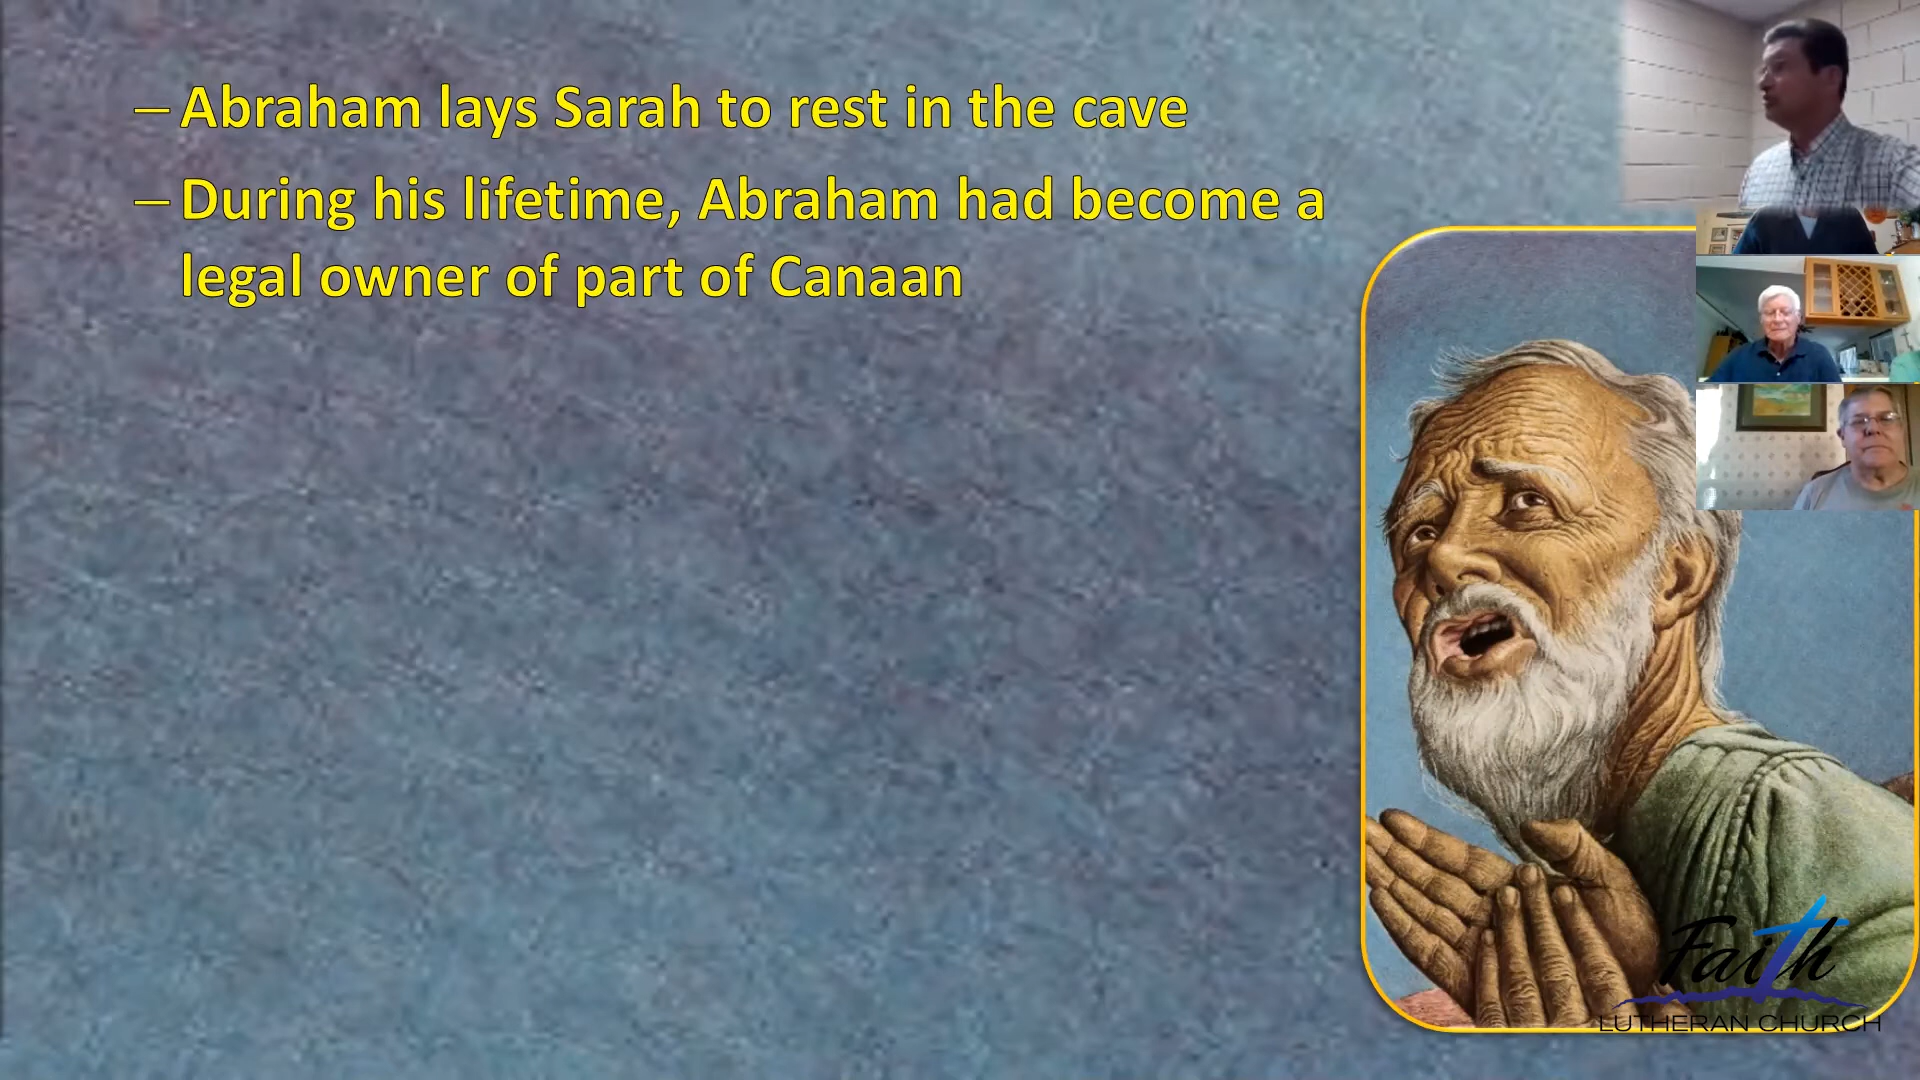 – Abraham lays Sarah to rest in the cave
– During his lifetime, Abraham had become a
legal owner of part of Canaan
Faith
LUTHERAN CHURCH